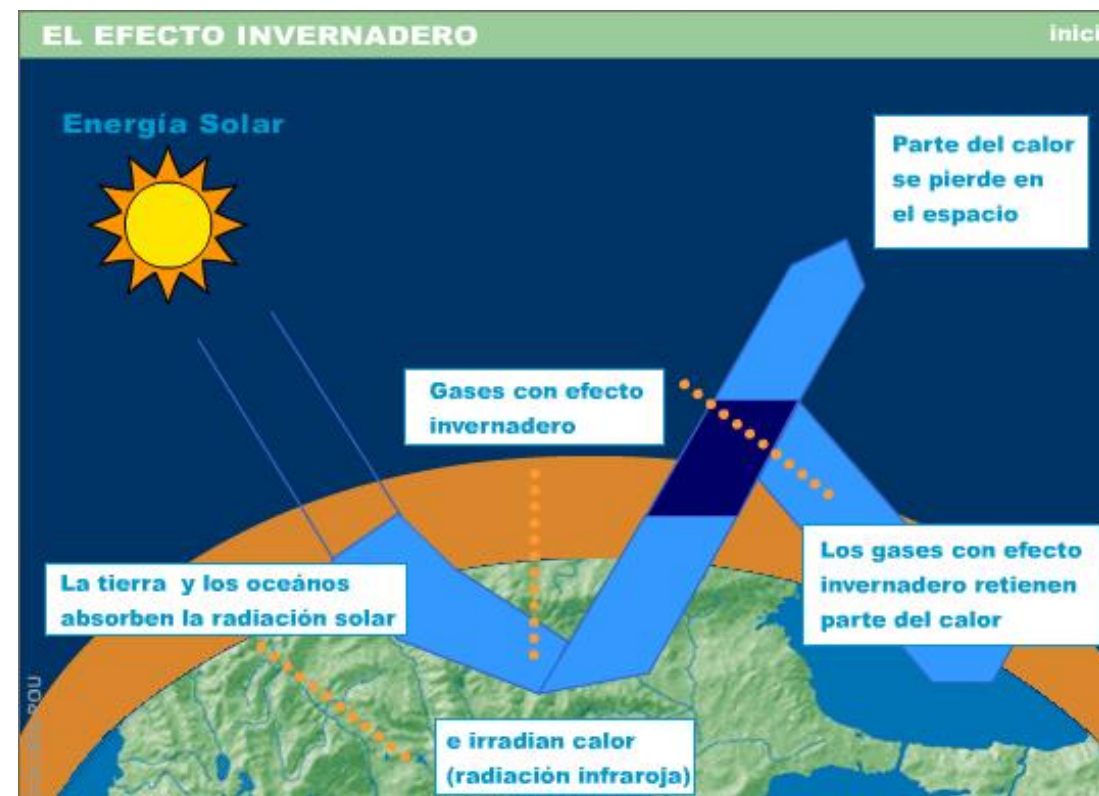 EL EFECTO INVERNADERO
inici
Energía Solar
Parte del calor
se pierde en
el espacio
Gases con efecto
invernadero
La tierra y los oceános
absorben la radiación solar
Los gases con efecto
invernadero retienen
parte del calor
e irradian calor
(radiación infraroja)